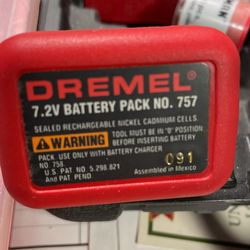 DREMEL®
7.2V BATTERY PACK NO. 757
SEALED RECHARGEABLE NICKEL CADMIUM CELLS
WARNING TOOL MUST BE IN "O" POSITION
BEFORE INSERTING BATTERY
PACK. USE ONLY WITH BATTERY CHARGER
NO. 758.
U.S. PAT NO. 5,298,821
And PAT. PEND.
091
Assembled in Mexico